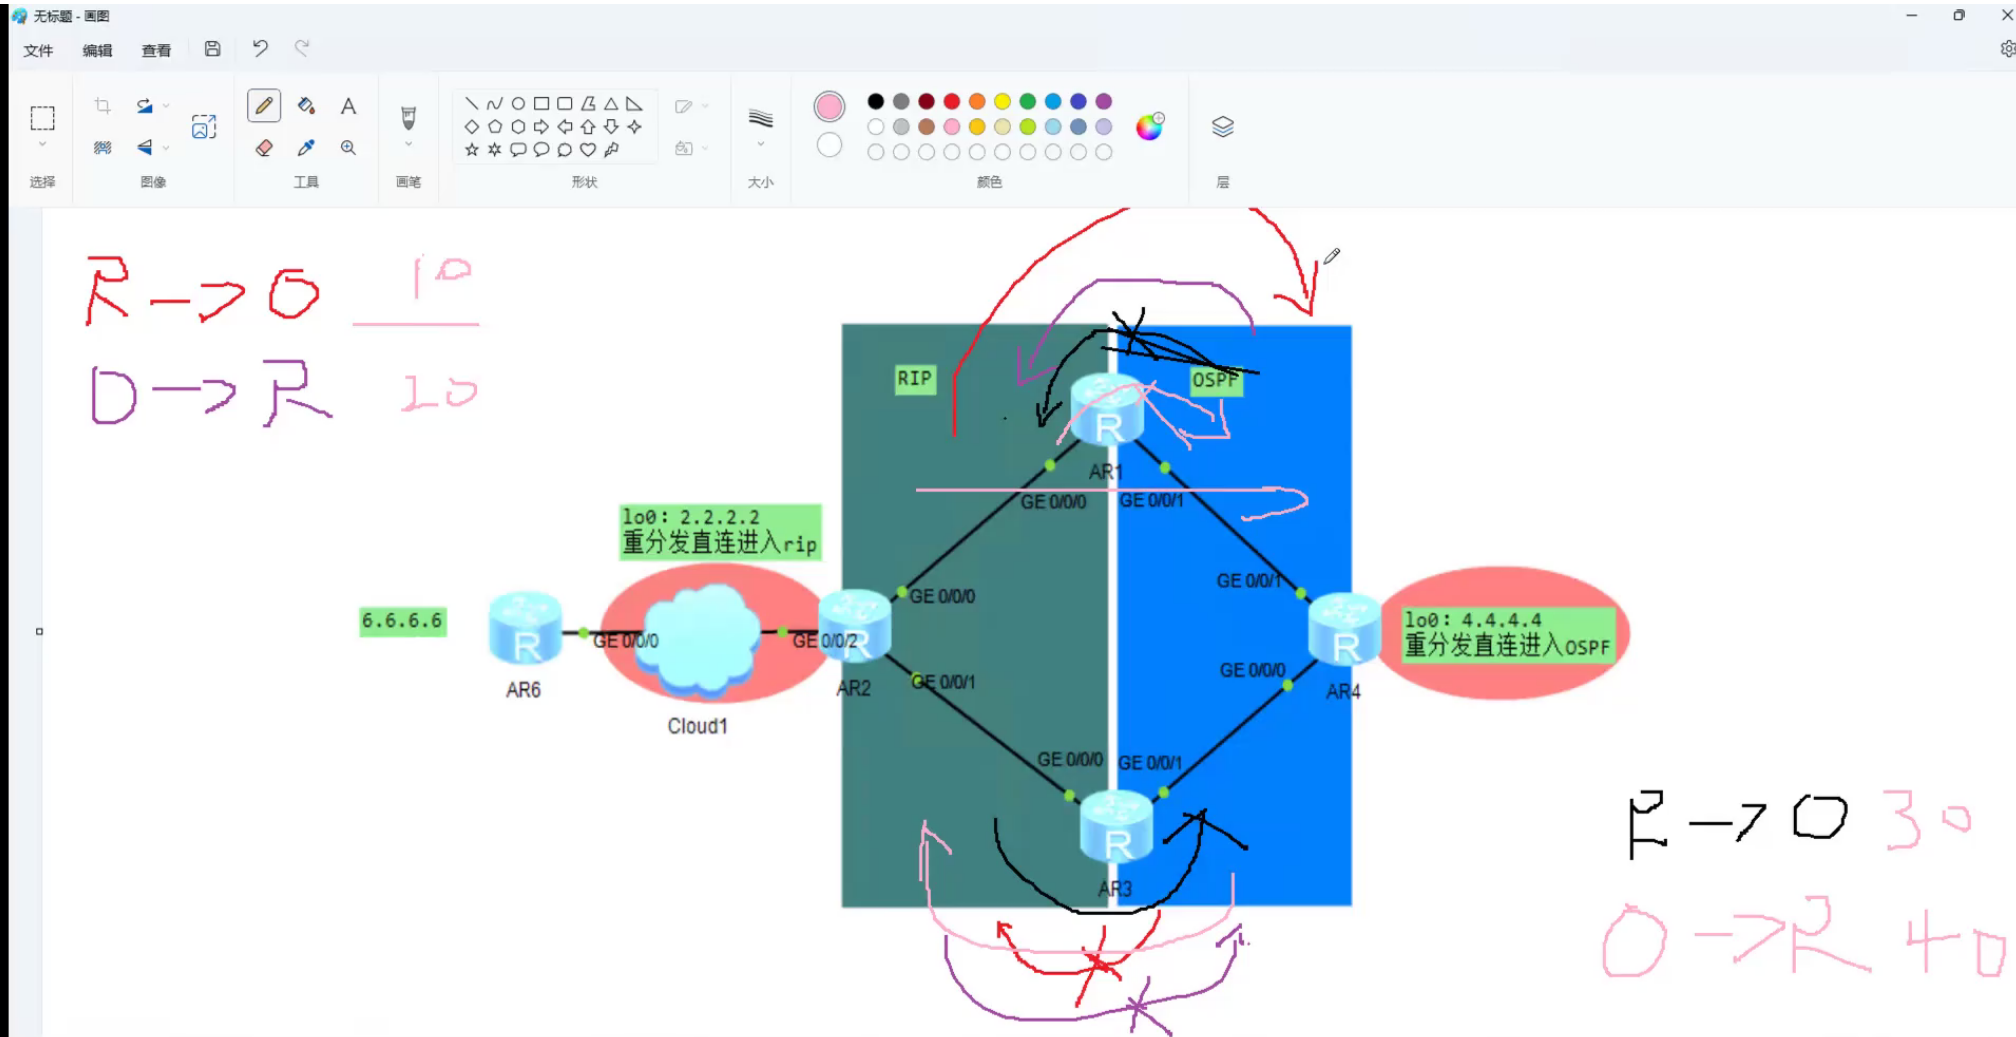 无标题 - 画图
文件 编辑 查看
选择 图像 工具 画笔 形状 大小 颜色 层
R -> O 10
D -> R 20
RIP
OSPF
AR1
GE 0/0/0
GE 0/0/1
lo0: 2.2.2.2
重分发直连进入rip
GE 0/0/1
GE 0/0/0
6.6.6.6
lo0: 4.4.4.4
重分发直连进入OSPF
GE 0/0/0
GE 0/0/2
GE 0/0/0
GE 0/0/1
AR6
AR2
AR4
Cloud1
GE 0/0/0
GE 0/0/1
R -> O 30
AR3
O -> R 40